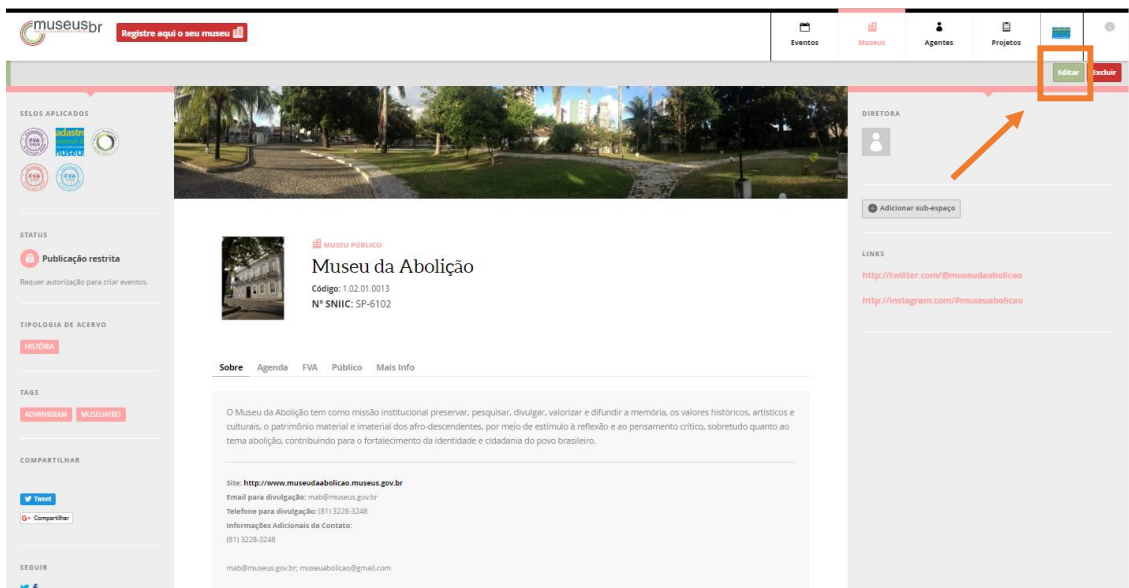 museusbr
Registre aqui o seu museu
Eventos
Museus
Agentes
Projetos
Editar
Excluir
SELOS APLICADOS
FVA
FVA
FVA
STATUS
Publicação restrita
Requer autorização para criar eventos.
TIPOLOGIA DE ACERVO
HISTÓRIA
TAGS
ADMINIBRAM MUSEUAFRO
COMPARTILHAR
Tweet
G+ Compartilhar
SEGUIR
MUSEU PÚBLICO
Museu da Abolição
Código: 1.02.01.0013
Nº SNIIC: SP-6102
Sobre Agenda FVA Público Mais Info
O Museu da Abolição tem como missão institucional preservar, pesquisar, divulgar, valorizar e difundir a memória, os valores históricos, artísticos e
culturais, o patrimônio material e imaterial dos afro-descendentes, por meio de estímulo à reflexão e ao pensamento crítico, sobretudo quanto ao
tema abolição, contribuindo para o fortalecimento da identidade e cidadania do povo brasileiro.
Site: http://www.museudaabolicao.museus.gov.br
Email para divulgação: mab@museus.gov.br
Telefone para divulgação: (81) 3228-3248
Informações Adicionais de Contato:
(81) 3228-3248
mab@museus.gov.br; museuabolicao@gmail.com
DIRETORA
Adicionar sub-espaço
LINKS
http://twitter.com/@museudaabolicao
http://instagram.com/#museuabolicao